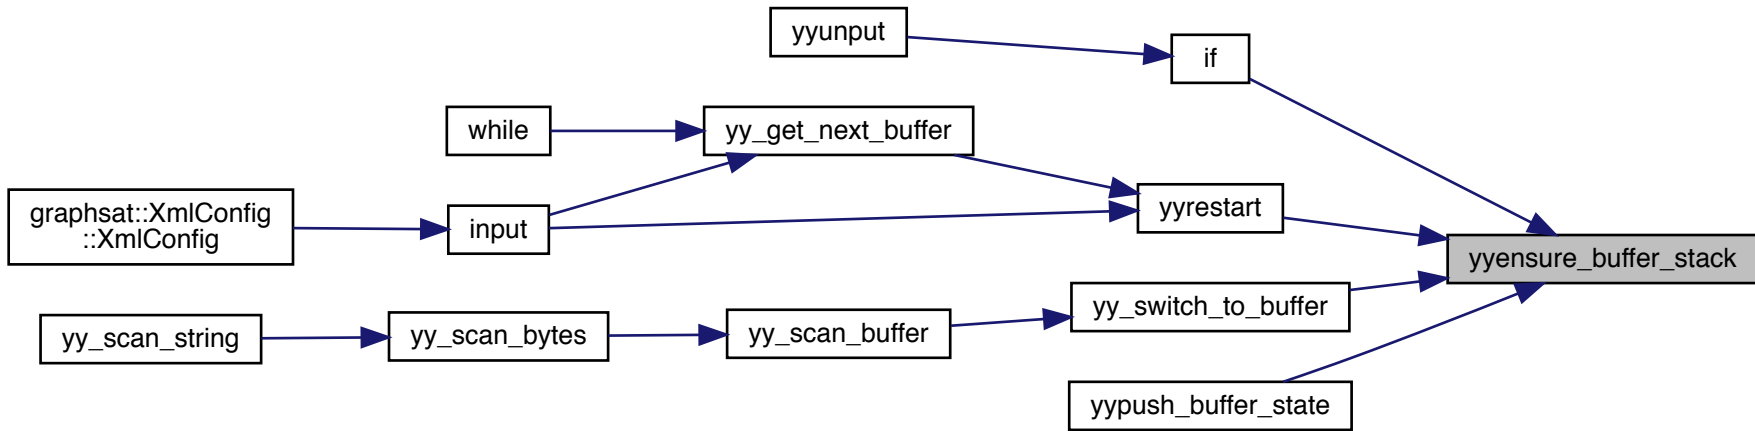 yyunput
if
while
yy_get_next_buffer
graphsat::XmlConfig
::XmlConfig
input
yyrestart
yyensure_buffer_stack
yy_scan_string
yy_scan_bytes
yy_scan_buffer
yy_switch_to_buffer
yypush_buffer_state